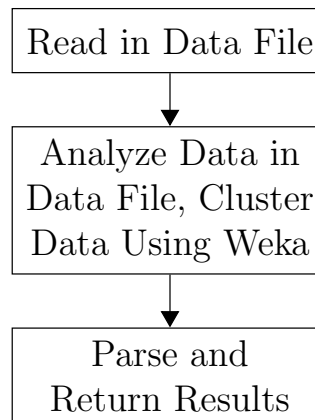 Read in Data File
Analyze Data in
Data File, Cluster
Data Using Weka
Parse and
Return Results